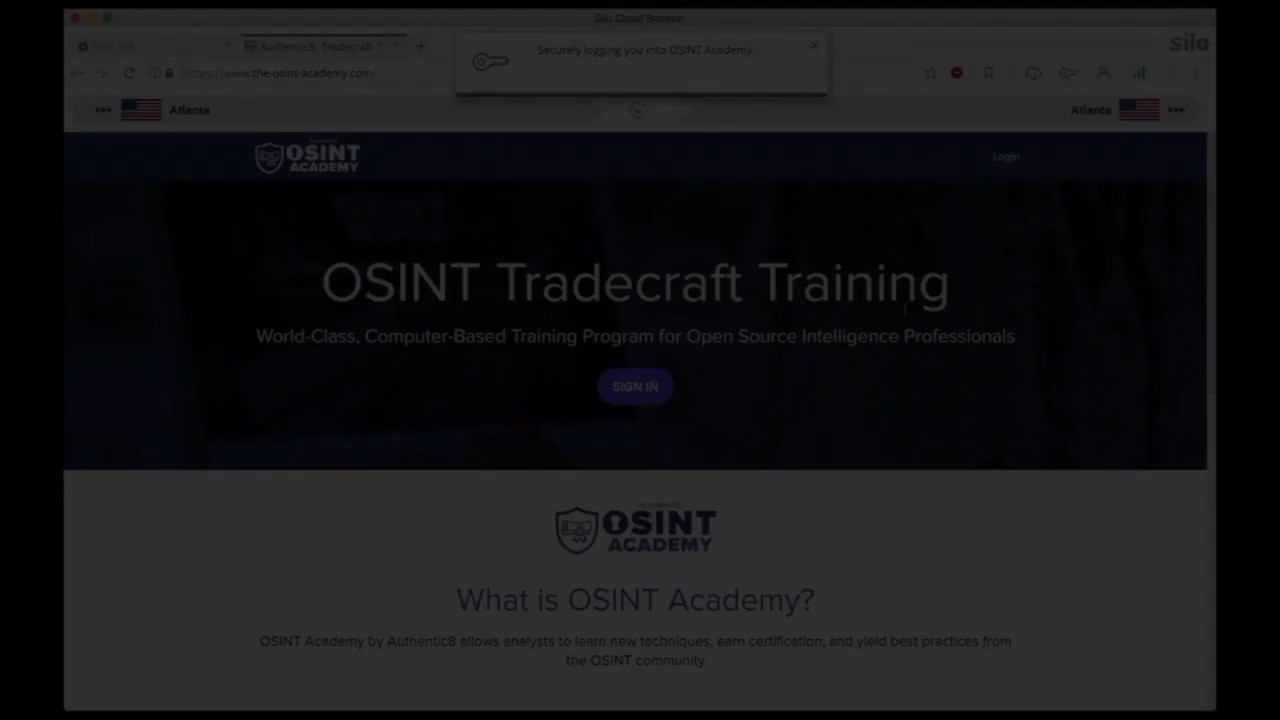 Silo Cloud Browser
New Tab
Authentic8: Tradecraft T
Securely logging you into OSINT Academy.
silo
https://www.the-osint-academy.com/
Atlanta
Atlanta
OSINT
ACADEMY
Login
OSINT Tradecraft Training
World-Class, Computer-Based Training Program for Open Source Intelligence Professionals
SIGN IN
OSINT
ACADEMY
What is OSINT Academy?
OSINT Academy by Authentic8 allows analysts to learn new techniques, earn certification, and yield best practices from
the OSINT community